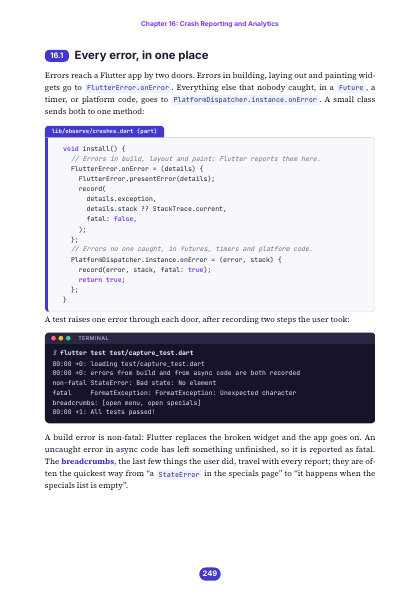 Chapter 16: Crash Reporting and Analytics
16.1 Every error, in one place
Errors reach a Flutter app by two doors. Errors in building, layout and painting wid-
gets go to FlutterError.onError. Everything else that nobody caught, in a Future, a
timer, or platform code, goes to PlatformDispatcher.instance.onError. A small class
sends both to one method:
lib/observe/crashes.dart (part)
void install() {
  // Errors in build, layout and paint: Flutter reports them here.
  FlutterError.onError = (details) {
    FlutterError.presentError(details);
    record(
      details.exception,
      details.stack ?? StackTrace.current,
      fatal: false,
    );
  };
  // Errors no one caught, in futures, timers and platform code.
  PlatformDispatcher.instance.onError = (error, stack) {
    record(error, stack, fatal: true);
    return true;
  };
}
A test raises one error through each door, after recording two steps the user took:
TERMINAL
$ flutter test test/capture_test.dart
00:00 +0: loading test/capture_test.dart
00:00 +0: errors from build and from async code are both recorded
non-fatal StateError: Bad state: No element
fatal     FormatException: FormatException: Unexpected character
breadcrumbs: [open menu, open specials]
00:00 +1: All tests passed!
A build error is non-fatal: Flutter replaces the broken widget and the app goes on. An
uncaught error in async code has left something unfinished, so it is reported as fatal.
The breadcrumbs, the last few things the user did, travel with every report; they are of-
ten the quickest way from “a StateError in the specials page” to “it happens when the
specials list is empty”.
249